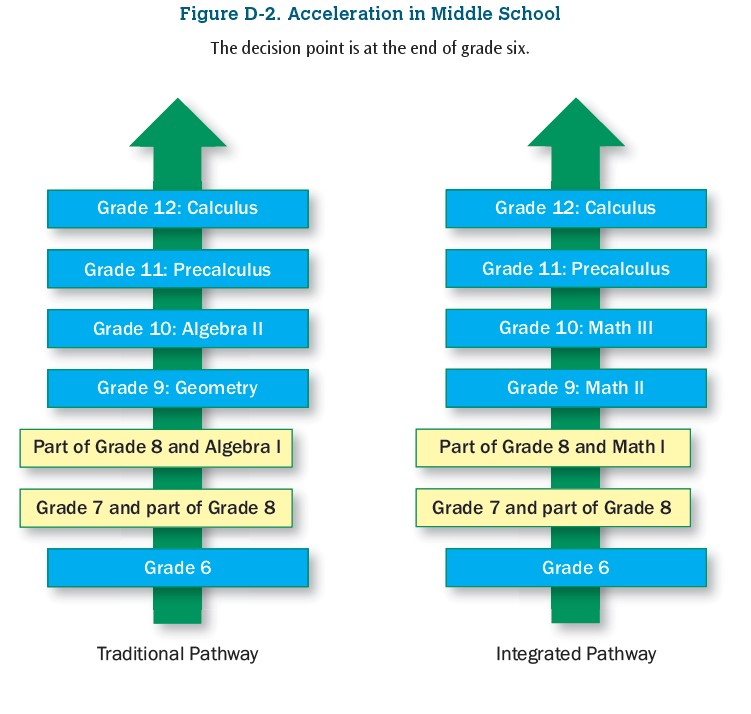 Figure D-2. Acceleration in Middle School
The decision point is at the end of grade six.
Grade 12: Calculus
Grade 11: Precalculus
Grade 10: Algebra II
Grade 9: Geometry
Part of Grade 8 and Algebra I
Grade 7 and part of Grade 8
Grade 6
Traditional Pathway
Grade 12: Calculus
Grade 11: Precalculus
Grade 10: Math III
Grade 9: Math II
Part of Grade 8 and Math I
Grade 7 and part of Grade 8
Grade 6
Integrated Pathway